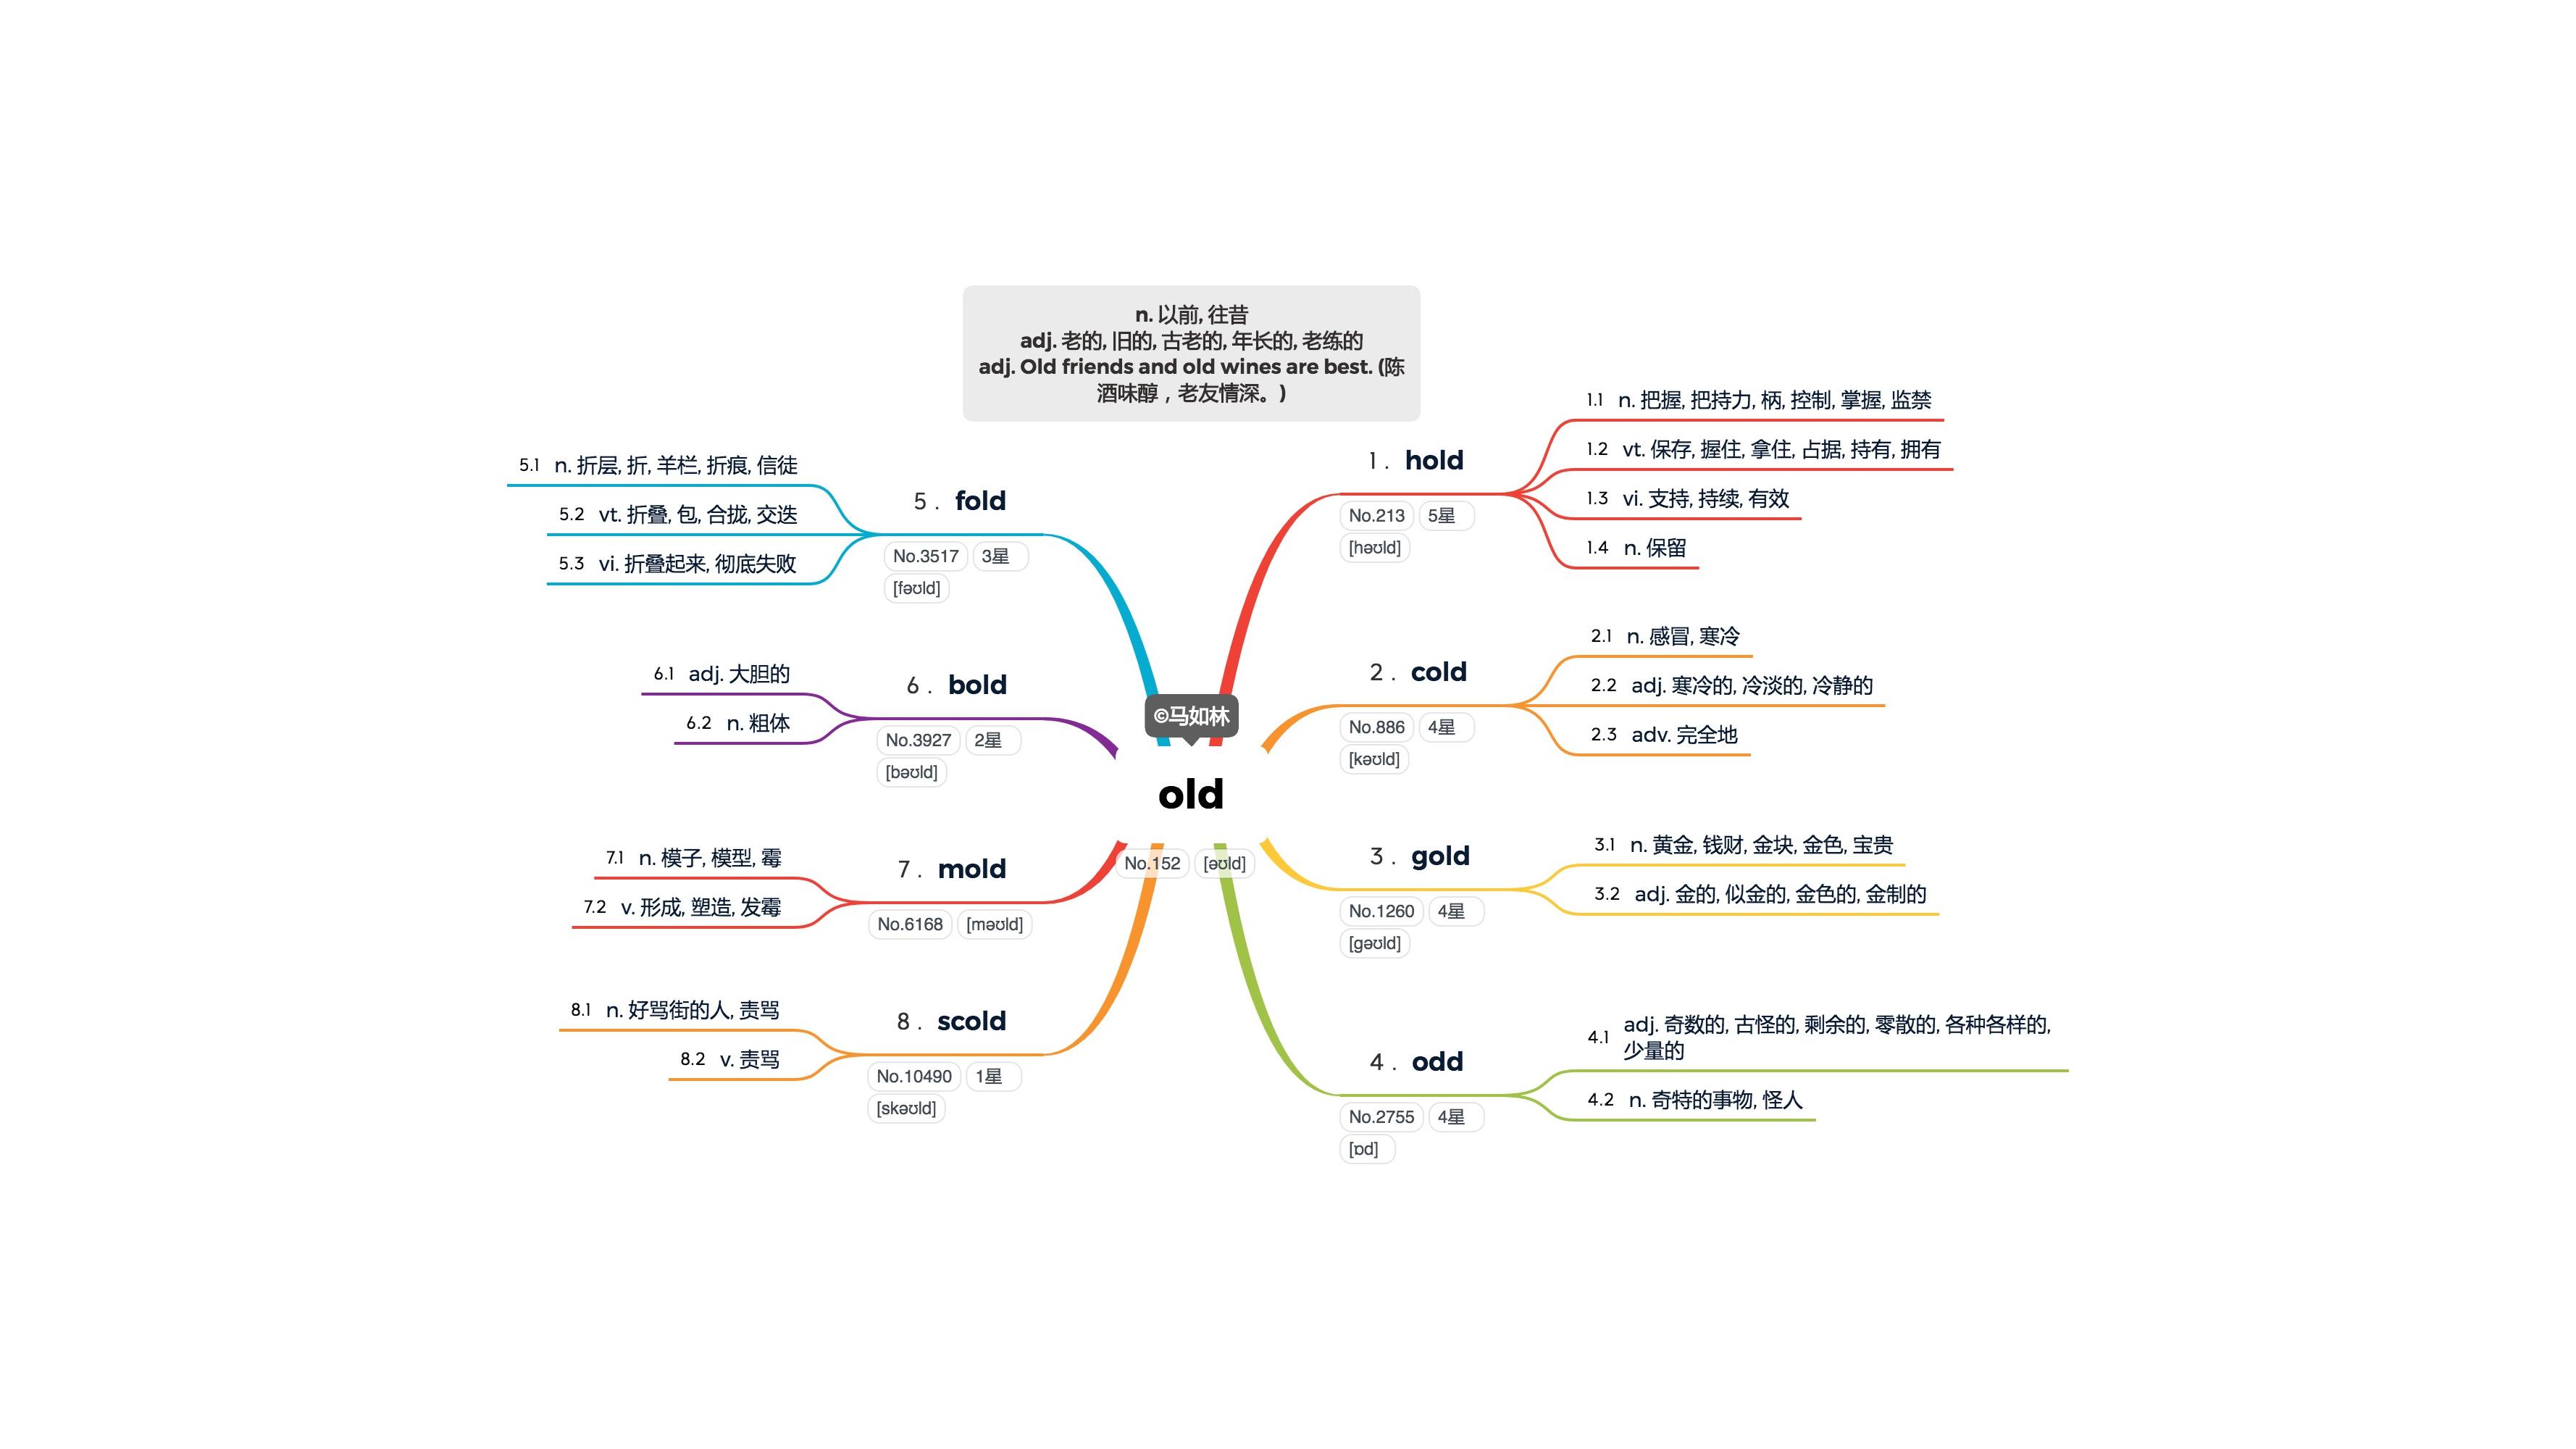 n. 以前, 往昔
adj. 老的, 旧的, 古老的, 年长的, 老练的
adj. Old friends and old wines are best. (陈
酒味醇，老友情深。)
©马如林
old
No.152 [əʊld]
1. hold
No.213 5星
[həʊld]
1.1 n. 把握, 把持力, 柄, 控制, 掌握, 监禁
1.2 vt. 保存, 握住, 拿住, 占据, 持有, 拥有
1.3 vi. 支持, 持续, 有效
1.4 n. 保留
2. cold
No.886 4星
[kəʊld]
2.1 n. 感冒, 寒冷
2.2 adj. 寒冷的, 冷淡的, 冷静的
2.3 adv. 完全地
3. gold
No.1260 4星
[gəʊld]
3.1 n. 黄金, 钱财, 金块, 金色, 宝贵
3.2 adj. 金的, 似金的, 金色的, 金制的
4. odd
No.2755 4星
[ɒd]
4.1 adj. 奇数的, 古怪的, 剩余的, 零散的, 各种各样的,
少量的
4.2 n. 奇特的事物, 怪人
5. fold
No.3517 3星
[fəʊld]
5.1 n. 折层, 折, 羊栏, 折痕, 信徒
5.2 vt. 折叠, 包, 合拢, 交迭
5.3 vi. 折叠起来, 彻底失败
6. bold
No.3927 2星
[bəʊld]
6.1 adj. 大胆的
6.2 n. 粗体
7. mold
No.6168 [məʊld]
7.1 n. 模子, 模型, 霉
7.2 v. 形成, 塑造, 发霉
8. scold
No.10490 1星
[skəʊld]
8.1 n. 好骂街的人, 责骂
8.2 v. 责骂